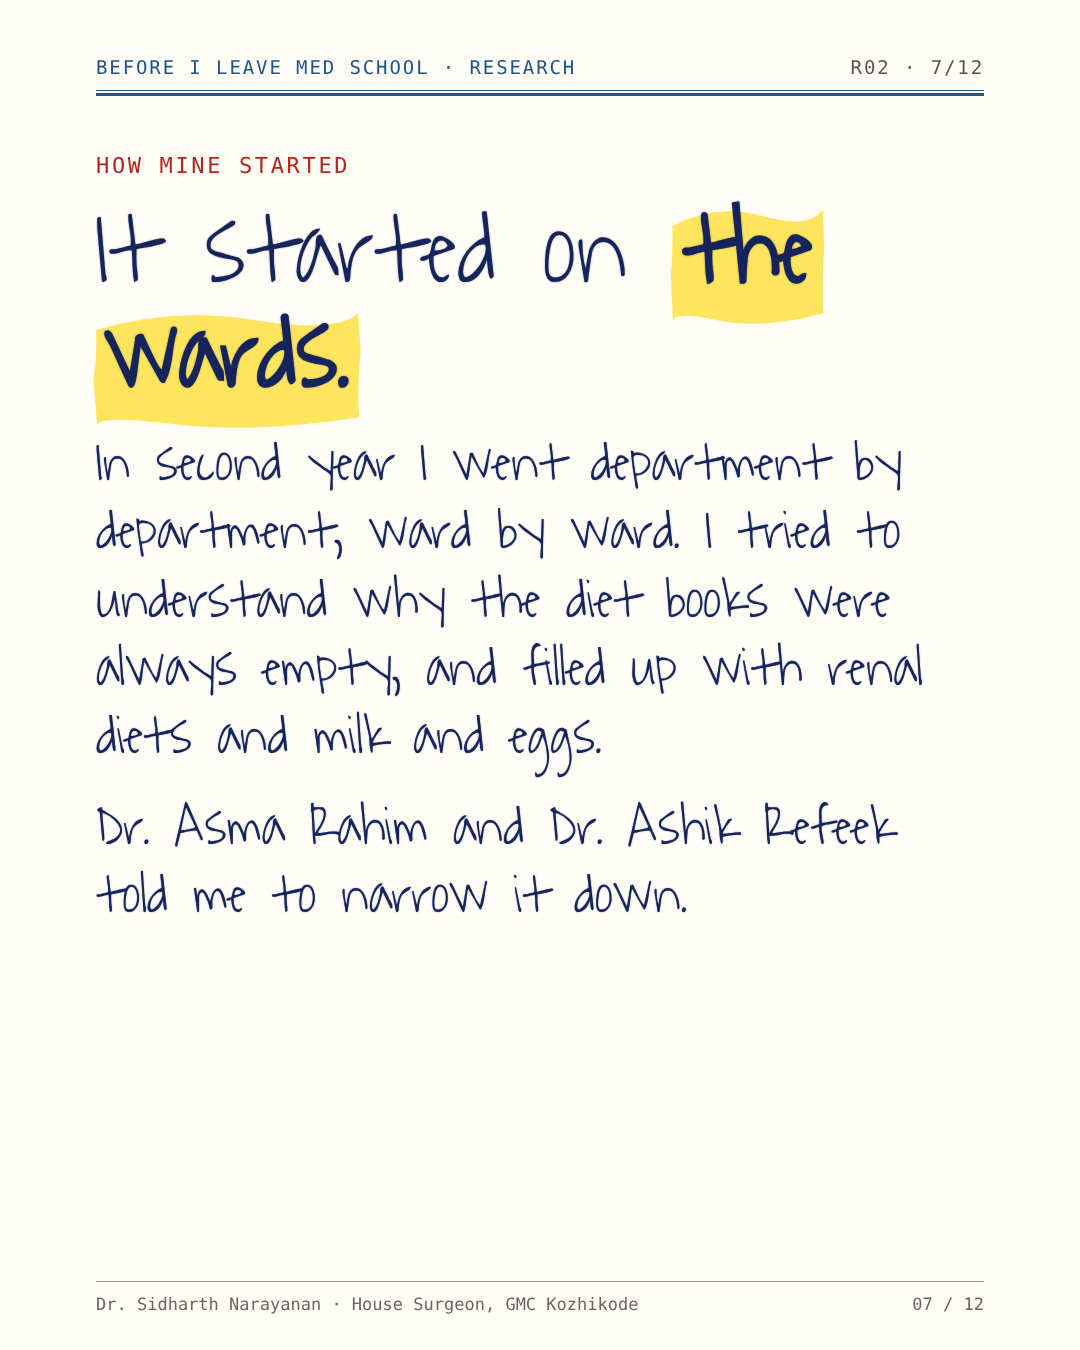 BEFORE I LEAVE MED SCHOOL · RESEARCH
R02 · 7/12
HOW MINE STARTED
It started on the
wards.
In second year I went department by
department, ward by ward. I tried to
understand why the diet books were
always empty, and filled up with renal
diets and milk and eggs.
Dr. Asma Rahim and Dr. Ashik Refeek
told me to narrow it down.
Dr. Sidharth Narayanan · House Surgeon, GMC Kozhikode
07 / 12